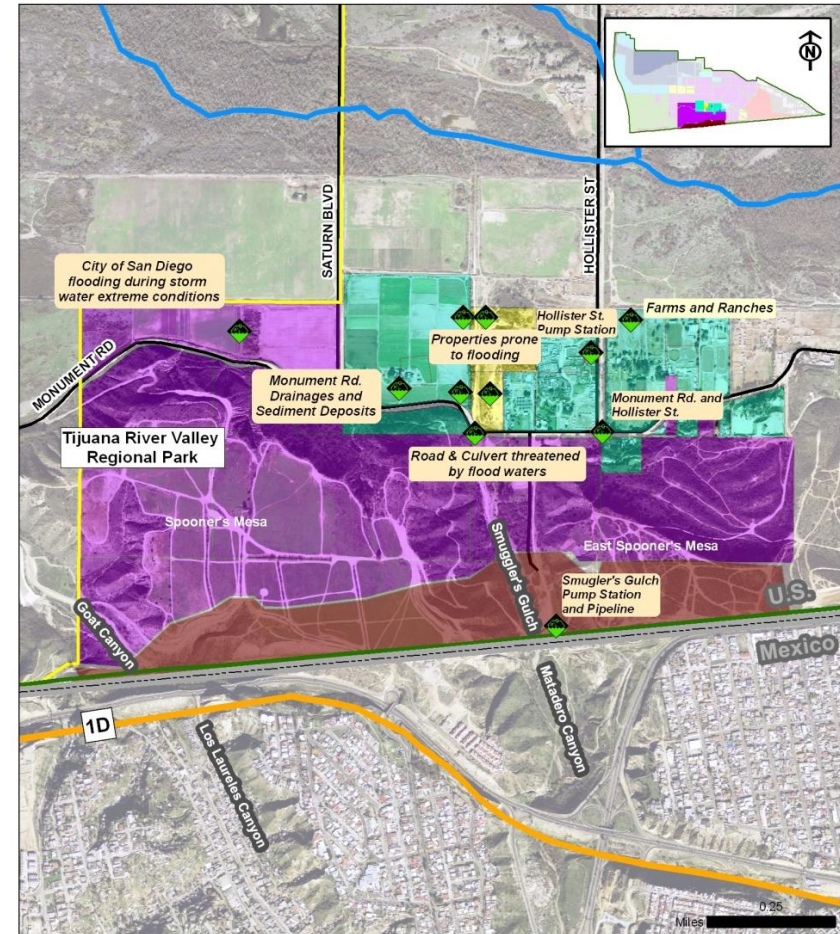 N
SATURN BLVD
HOLLISTER ST
City of San Diego
flooding during storm
water extreme conditions
Farms and Ranches
Hollister St.
Pump Station
Properties prone
to flooding
MONUMENT RD
Monument Rd.
Drainages and
Sediment Deposits
Monument Rd. and
Hollister St.
Tijuana River Valley
Regional Park
Road & Culvert threatened
by flood waters
Spooner's Mesa
East Spooner's Mesa
Smuggler's Gulch
Smugler's Gulch
Pump Station
and Pipeline
Goat Canyon
U.S.
Mexico
Matadero Canyon
1D
Los Laureles Canyon
0.25
Miles